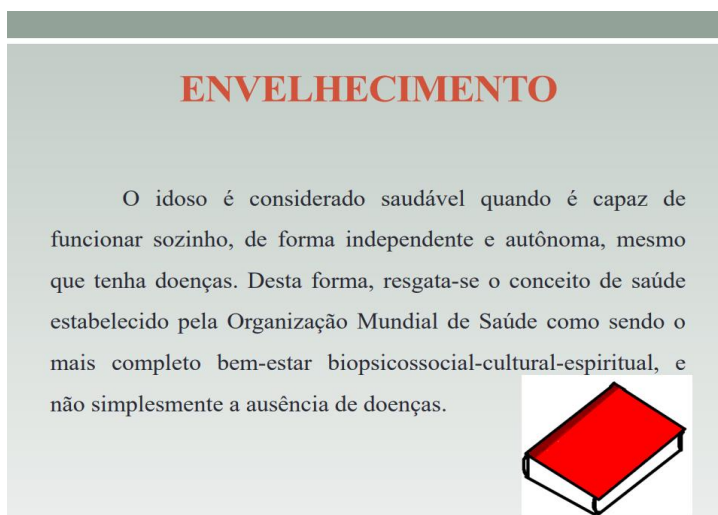 ENVELHECIMENTO
O idoso é considerado saudável quando é capaz de
funcionar sozinho, de forma independente e autônoma, mesmo
que tenha doenças. Desta forma, resgata-se o conceito de saúde
estabelecido pela Organização Mundial de Saúde como sendo o
mais completo bem-estar biopsicossocial-cultural-espiritual, e
não simplesmente a ausência de doenças.